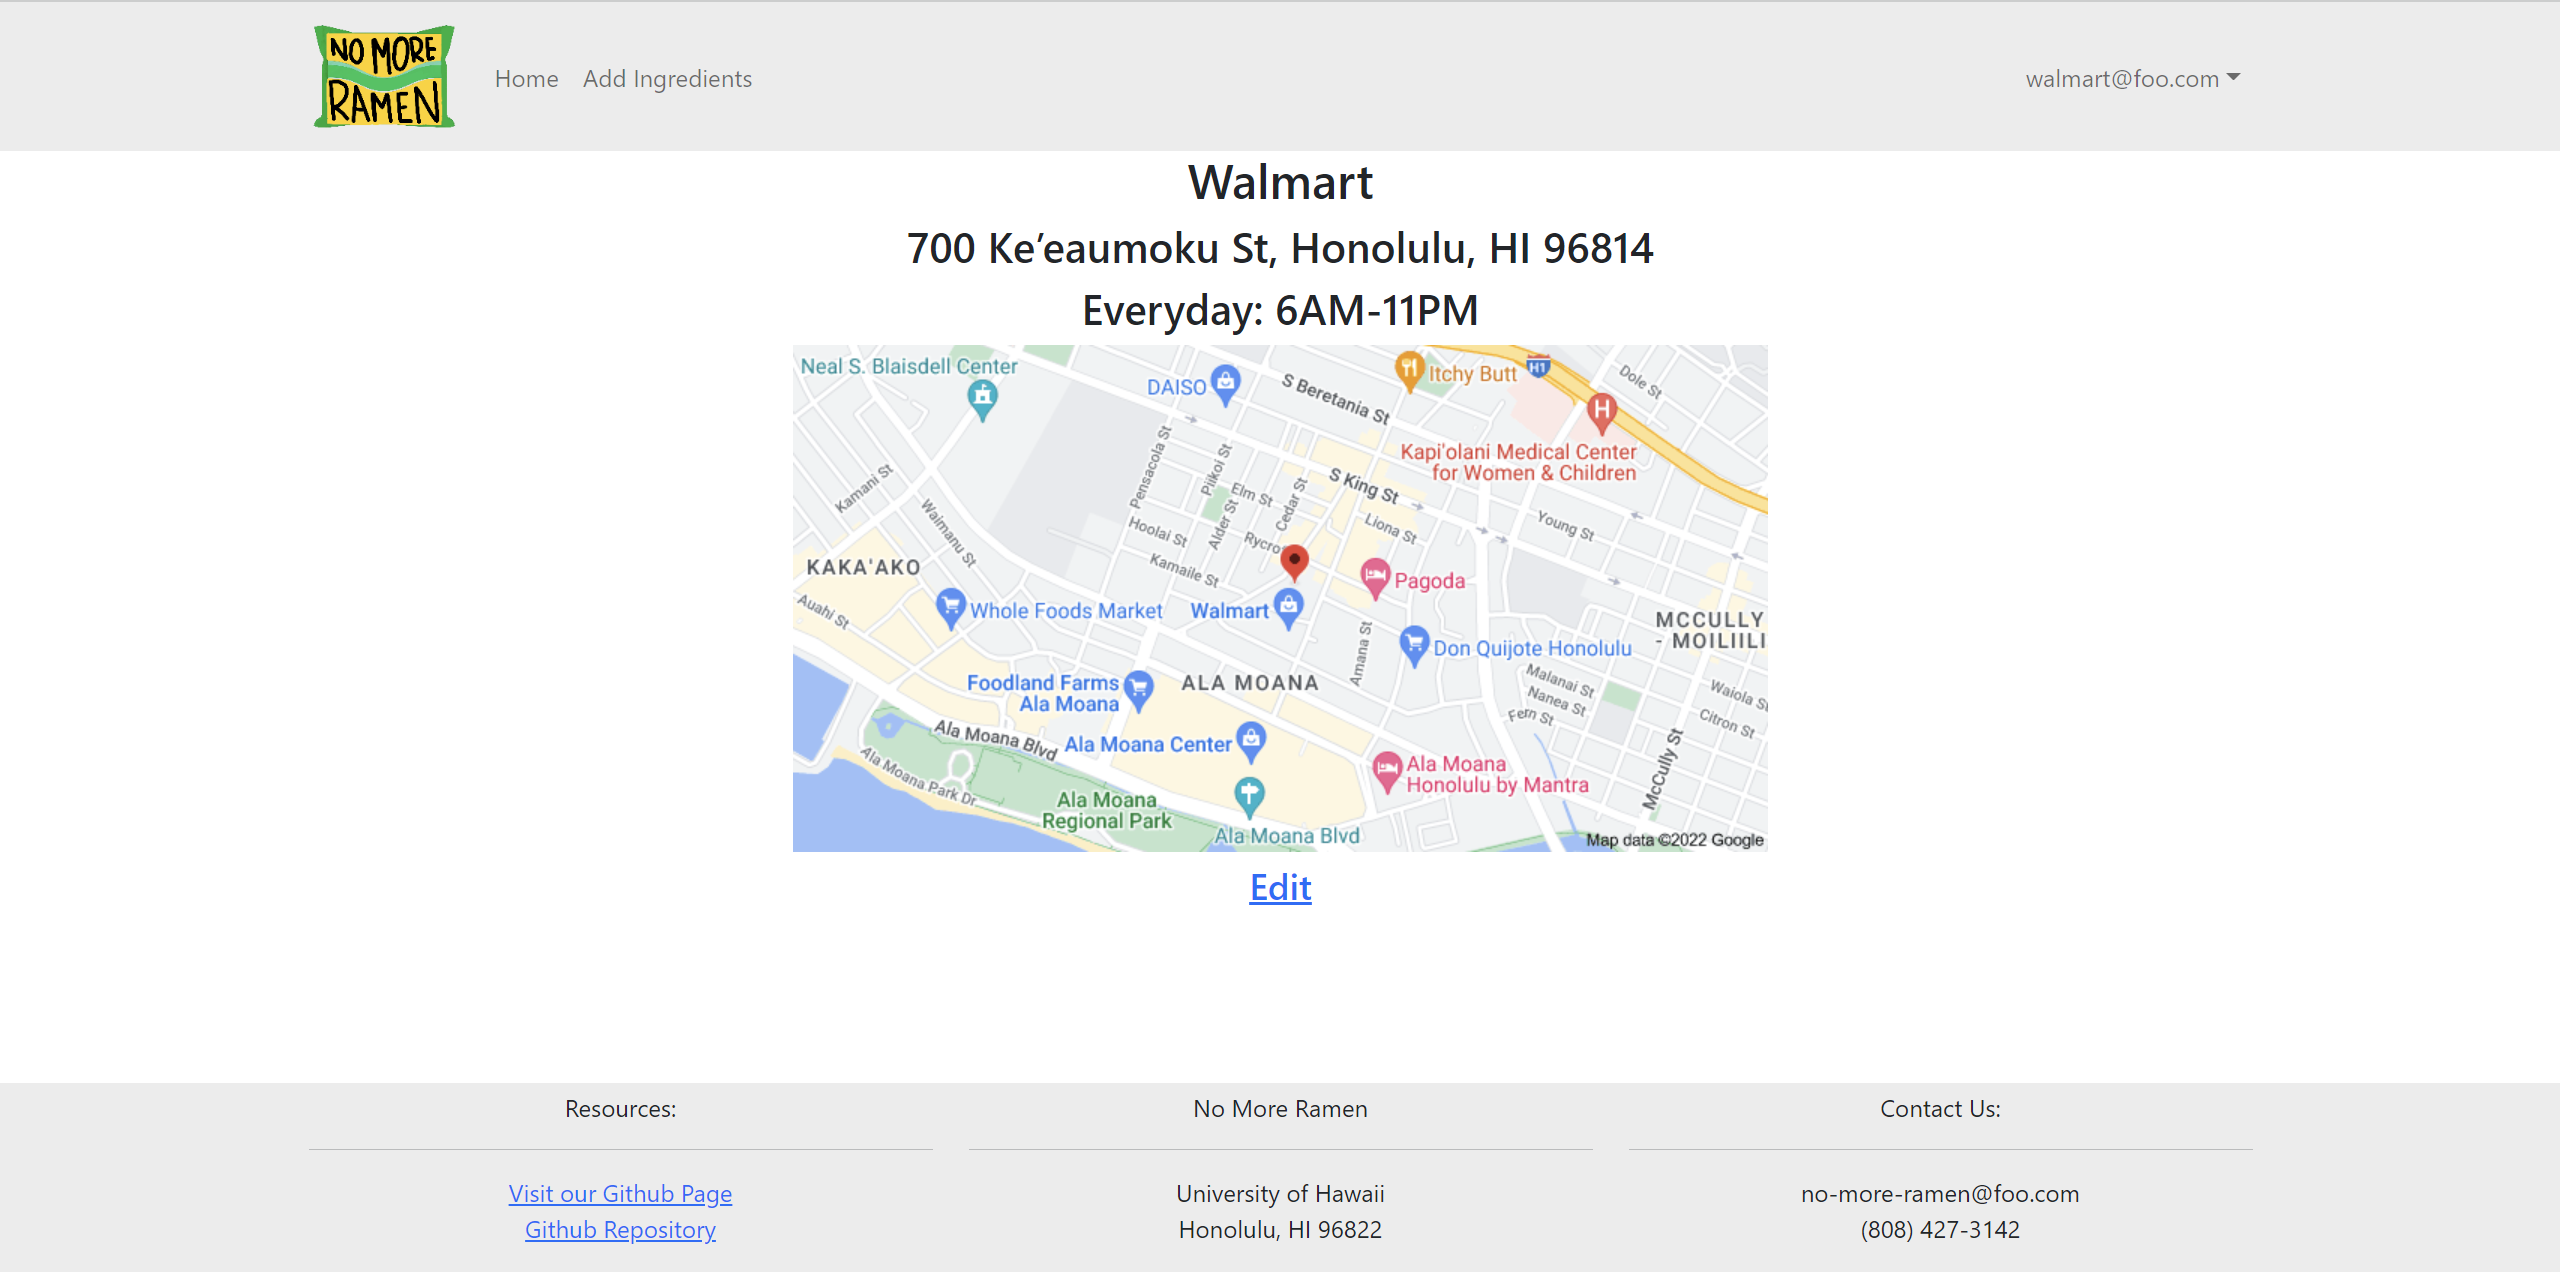 NO MORE
RAMEN
Home
Add Ingredients
walmart@foo.com
Walmart
700 Ke’eaumoku St, Honolulu, HI 96814
Everyday: 6AM-11PM
Neal S. Blaisdell Center
DAISO
S Beretania St
Itchy Butt
H1
Dole St
H
Kapi'olani Medical Center
for Women & Children
Kamani St
Waimanu St
Pensacola St
Piikoi St
Elm St
Alder St
Cedar St
S King St
Liona St
Young St
Hoolai St
Rycro
Kamaile St
KAKA'AKO
Pagoda
Auahi St
Whole Foods Market
Walmart
Amana St
Don Quijote Honolulu
MCCULLY
- MOILIILI
Foodland Farms
Ala Moana
ALA MOANA
Malanai St
Nanea St
Fern St
Waiola S
Citron St
McCully St
Ala Moana Blvd
Ala Moana Center
Ala Moana Park Dr
Ala Moana
Honolulu by Mantra
Ala Moana
Regional Park
Ala Moana Blvd
Map data ©2022 Google
Edit
Resources:
Visit our Github Page
Github Repository
No More Ramen
University of Hawaii
Honolulu, HI 96822
Contact Us:
no-more-ramen@foo.com
(808) 427-3142